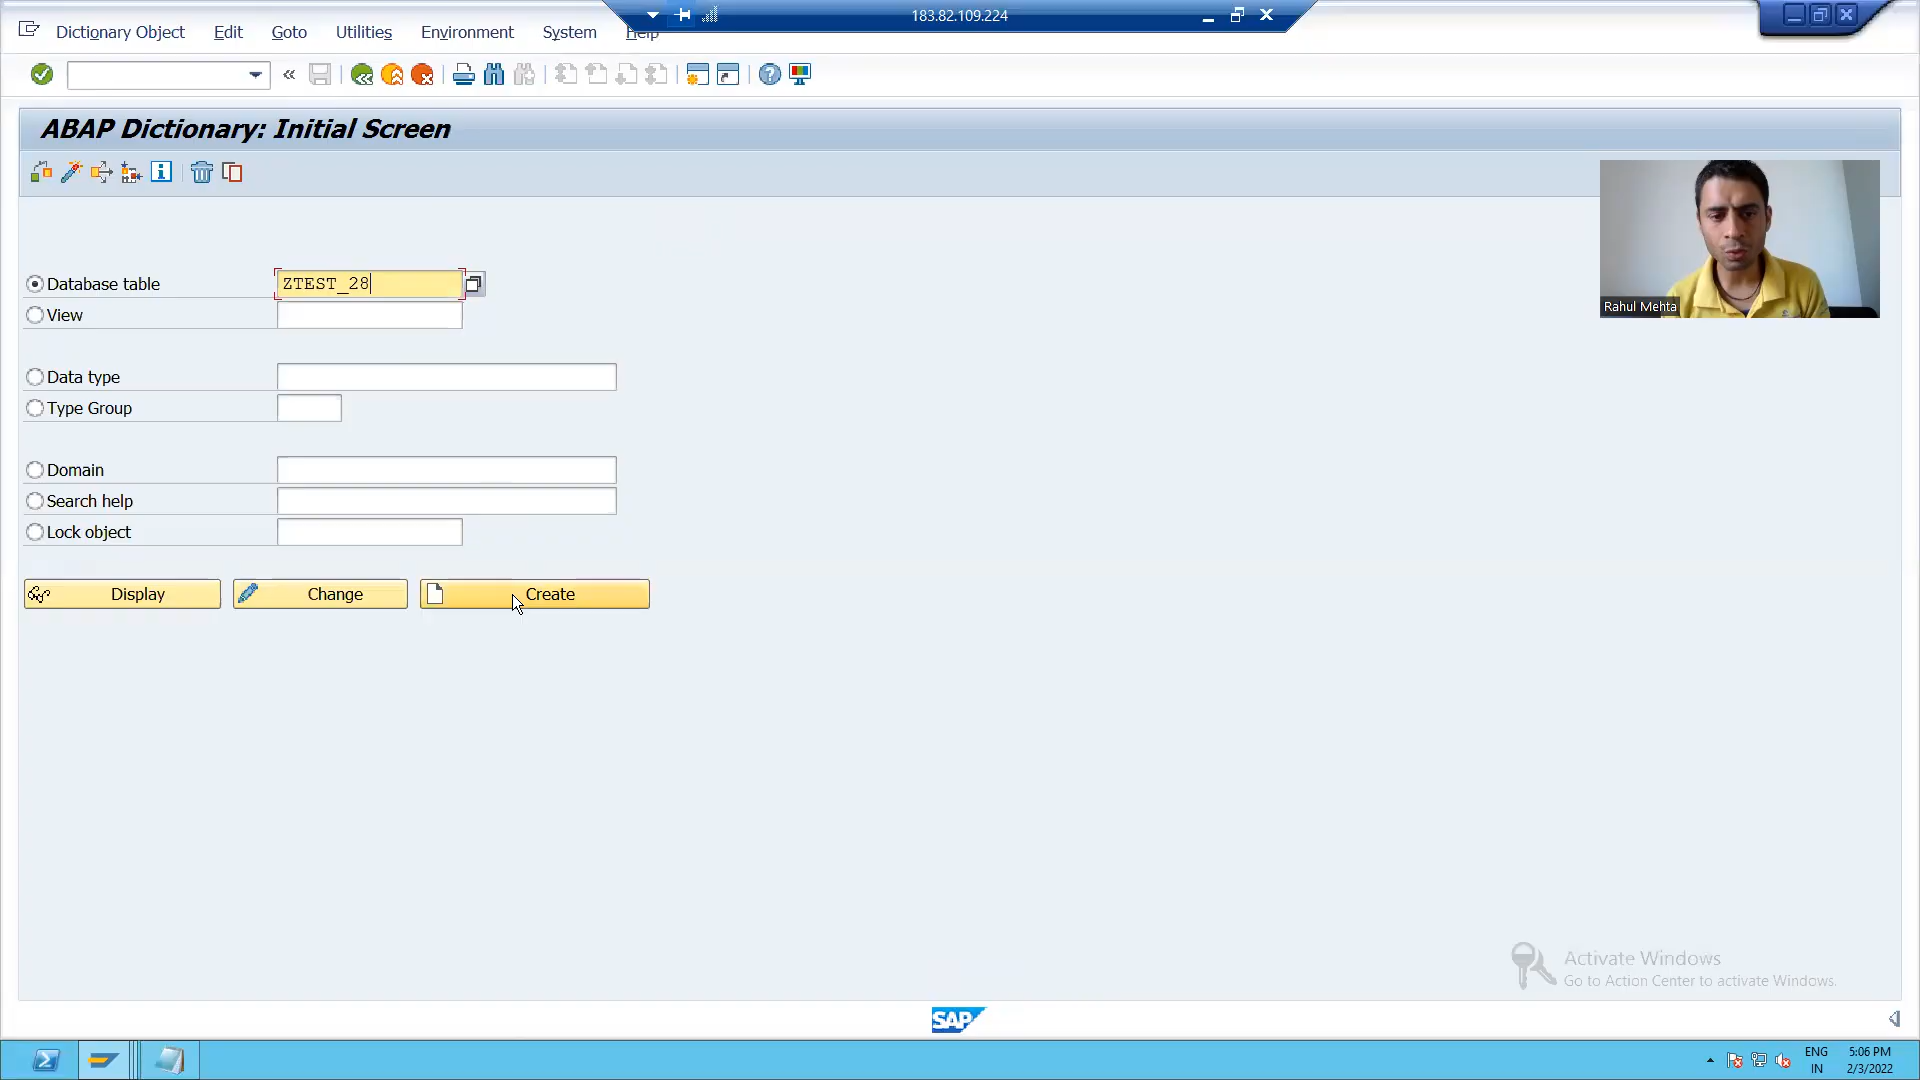 183.82.109.224
Dictionary Object Edit Goto Utilities Environment System Help
ABAP Dictionary: Initial Screen
Database table ZTEST_28
View
Data type
Type Group
Domain
Search help
Lock object
Display Change Create
Rahul Mehta
Activate Windows
Go to Action Center to activate Windows.
SAP
ENG 5:06 PM
IN 2/3/2022